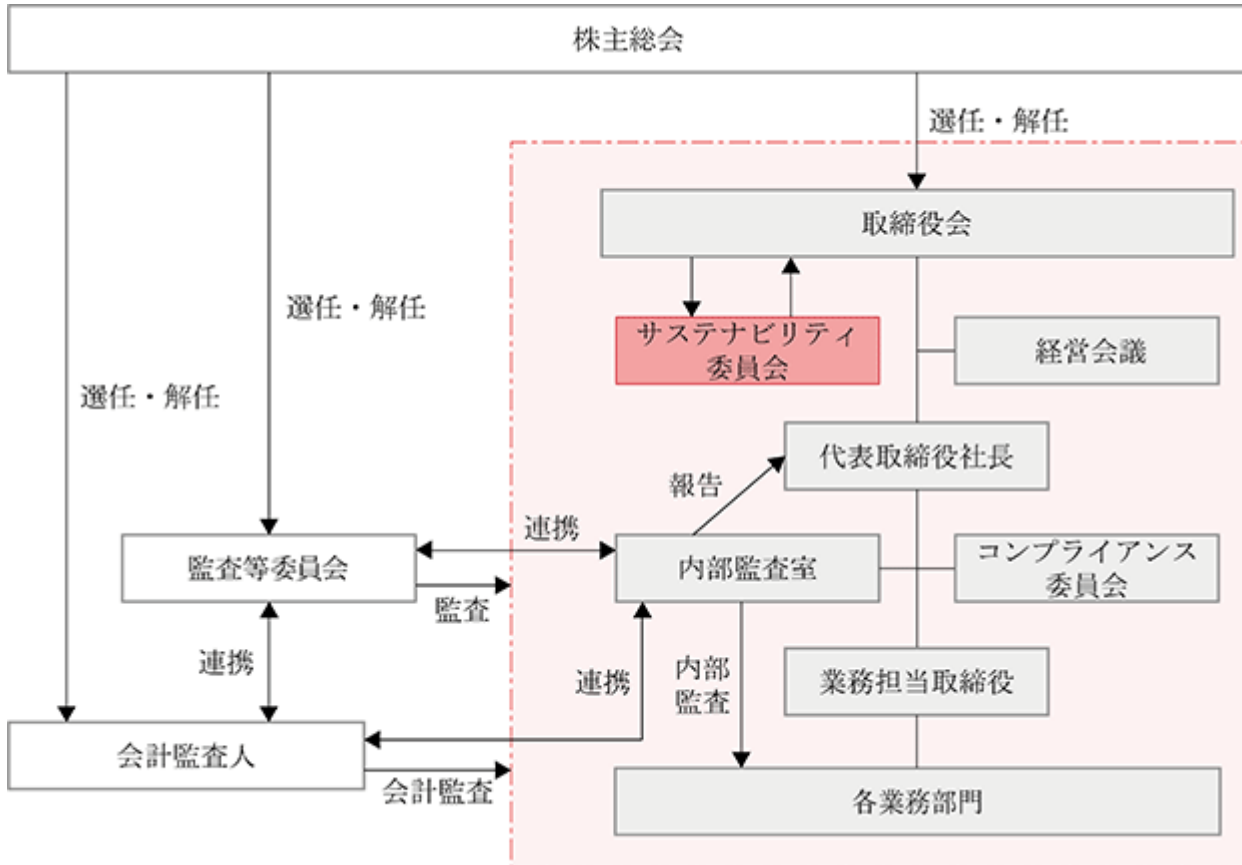 株主総会
選任・解任
取締役会
選任・解任
サステナビリティ
委員会
経営会議
選任・解任
代表取締役社長
報告
連携
監査等委員会
内部監査室
コンプライアンス
委員会
監査
連携
連携
内部
監査
業務担当取締役
会計監査人
会計監査
各業務部門